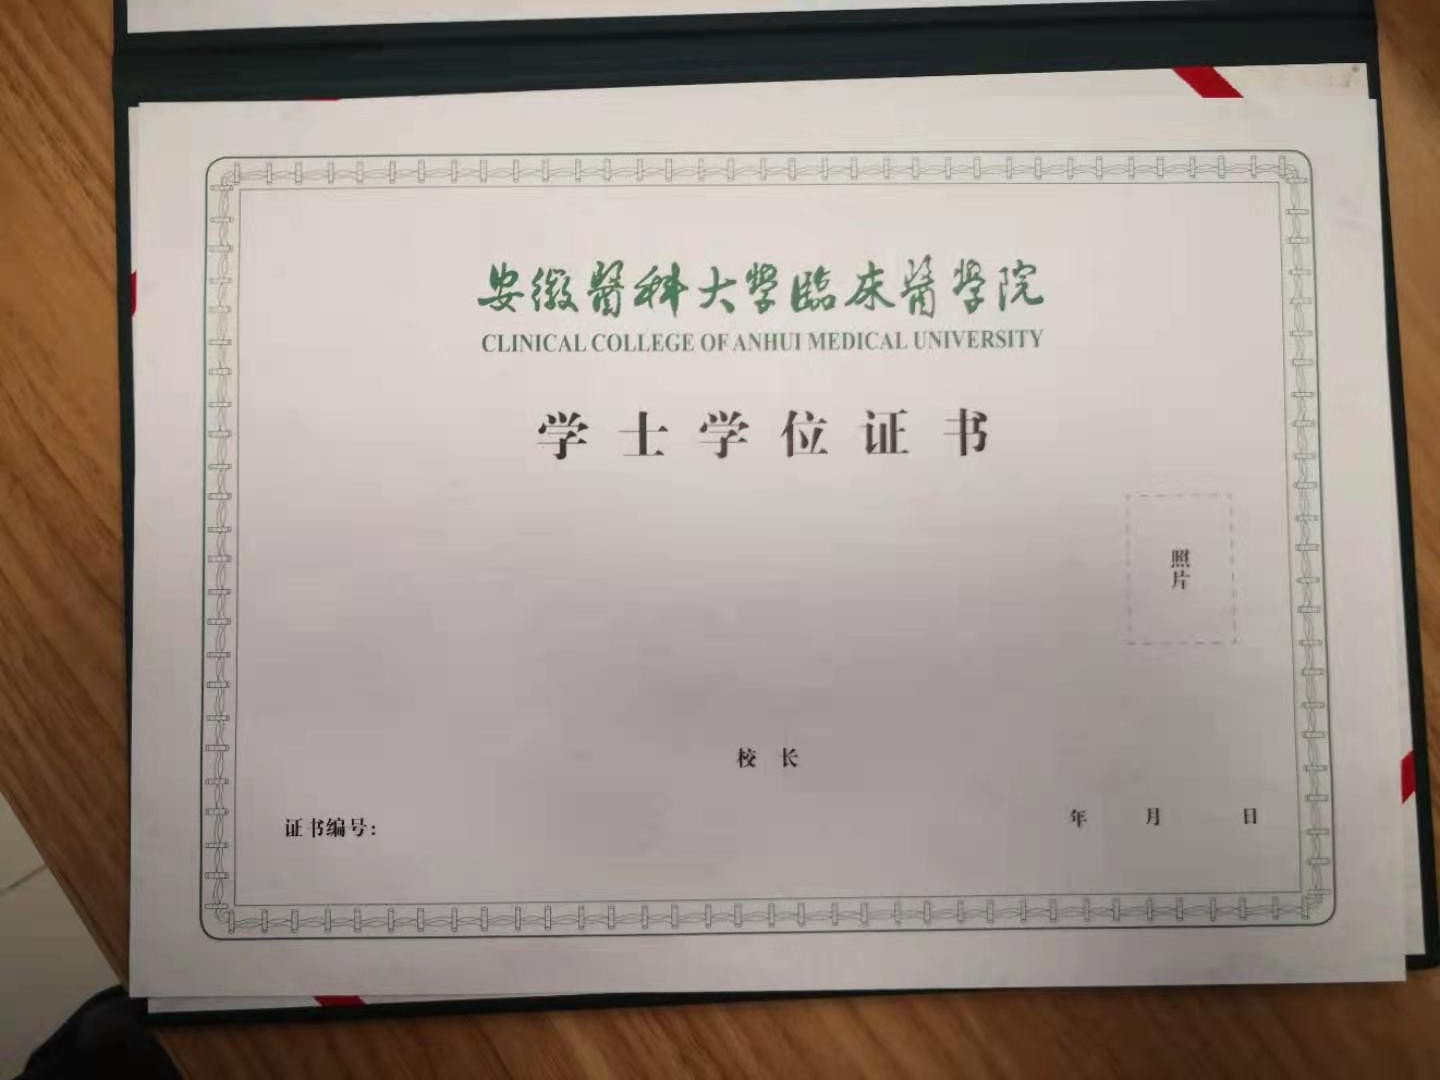 安徽醫科大學臨床醫學院
CLINICAL COLLEGE OF ANHUI MEDICAL UNIVERSITY
学士学位证书
照片
校 长
证书编号:
年 月 日